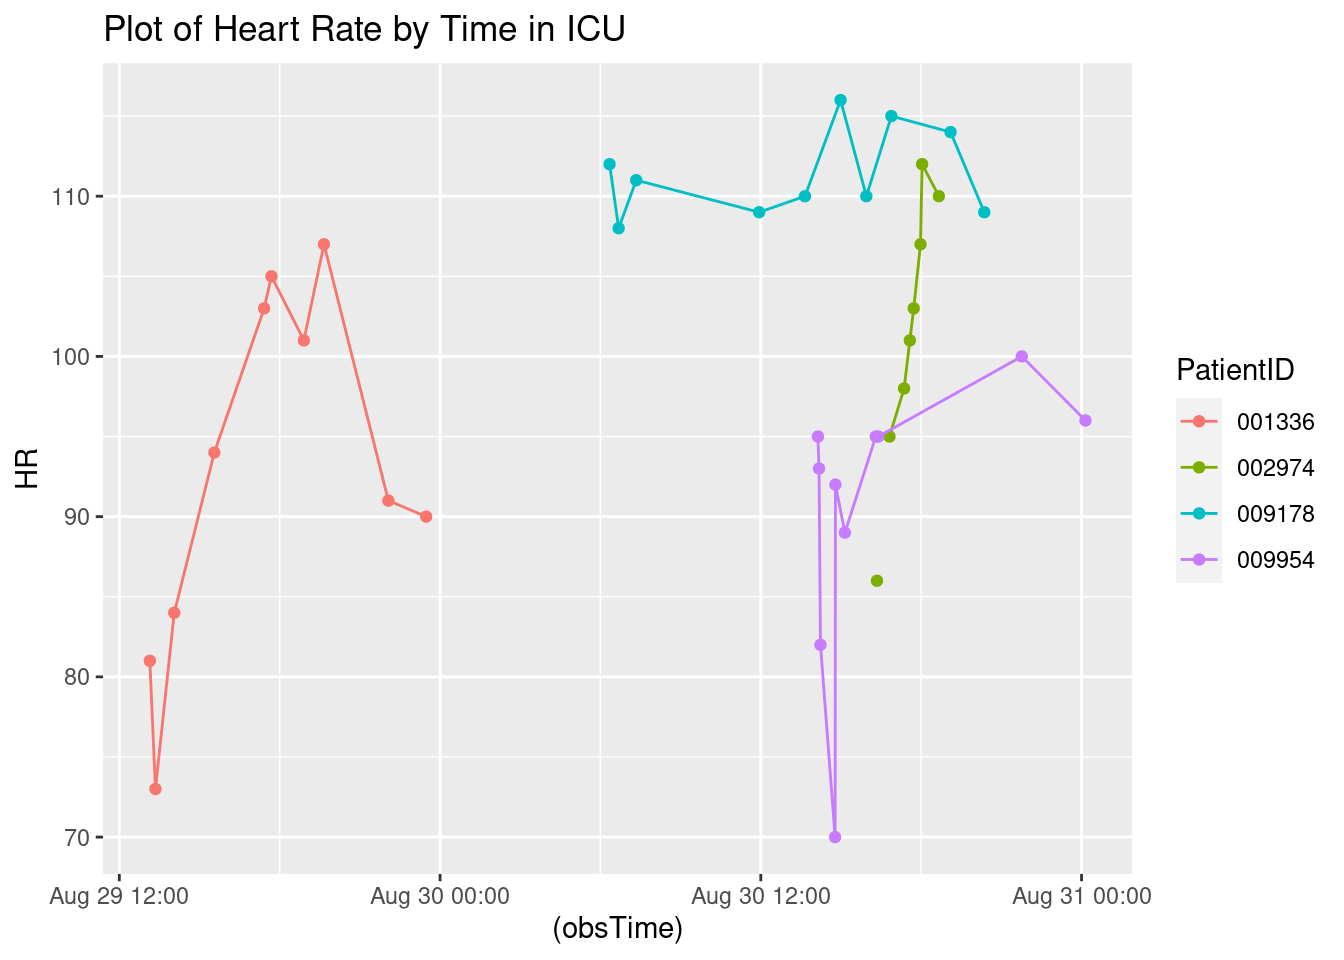 Plot of Heart Rate by Time in ICU
HR
110
100
90
80
70
Aug 29 12:00
Aug 30 00:00
Aug 30 12:00
Aug 31 00:00
(obsTime)
PatientID
001336
002974
009178
009954